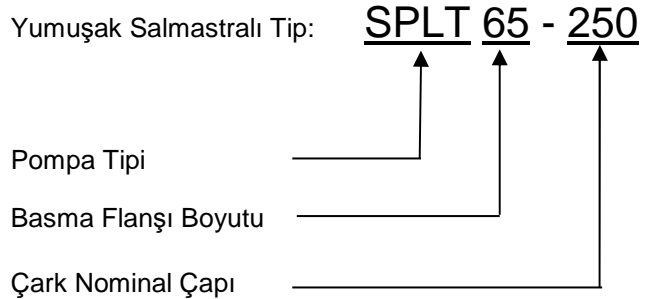 Yumuşak Salmastralı Tip: SPLT 65 - 250
Pompa Tipi
Basma Flanşı Boyutu
Çark Nominal Çapı